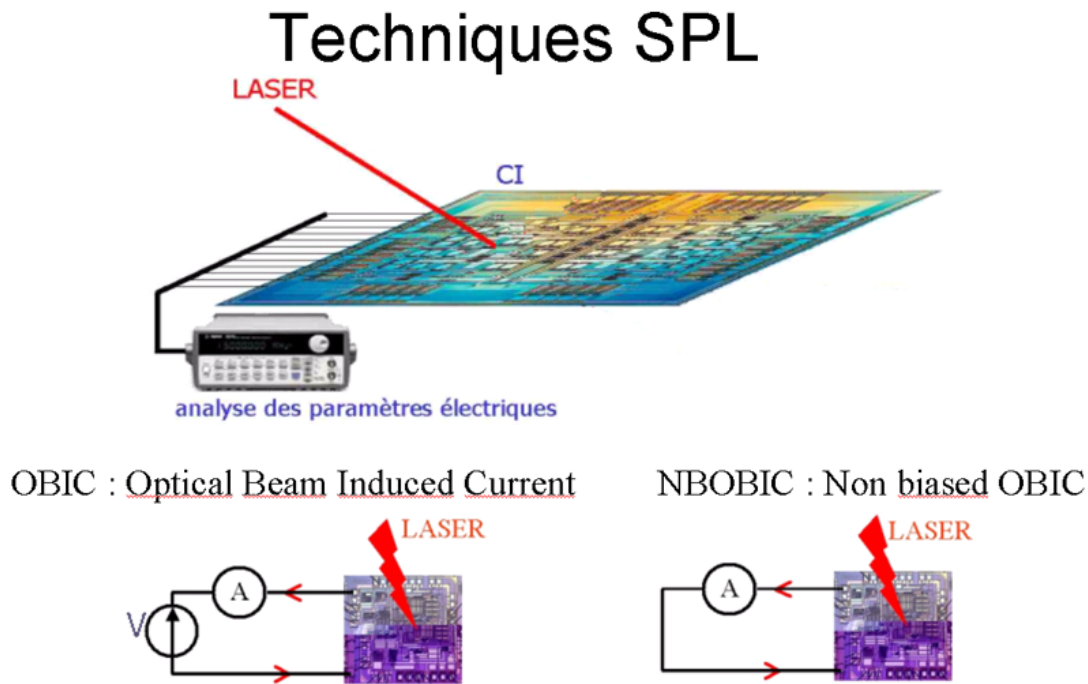 Techniques SPL
LASER
CI
analyse des paramètres électriques
OBIC : Optical Beam Induced Current
NBOBIC : Non biased OBIC
LASER
A
V
LASER
A